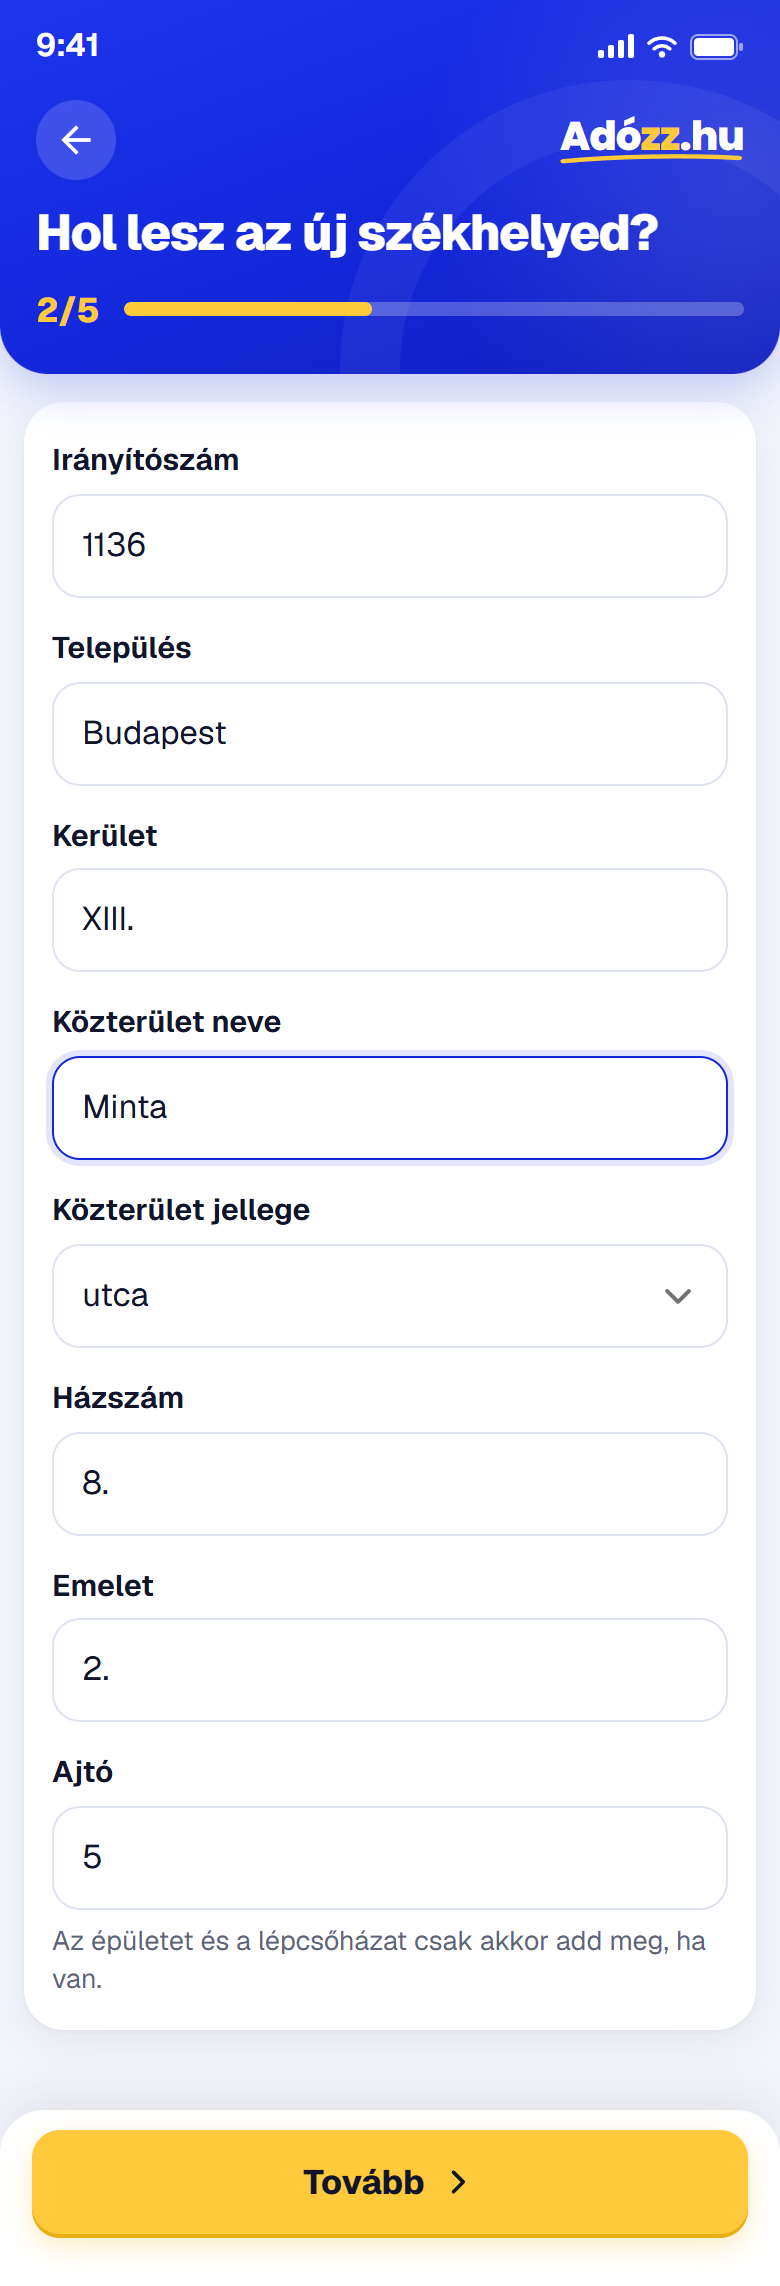 9:41
Adózz.hu
Hol lesz az új székhelyed?
2/5
Irányítószám
1136
Település
Budapest
Kerület
XIII.
Közterület neve
Minta
Közterület jellege
utca
Házszám
8.
Emelet
2.
Ajtó
5
Az épületet és a lépcsőházat csak akkor add meg, ha
van.
Tovább